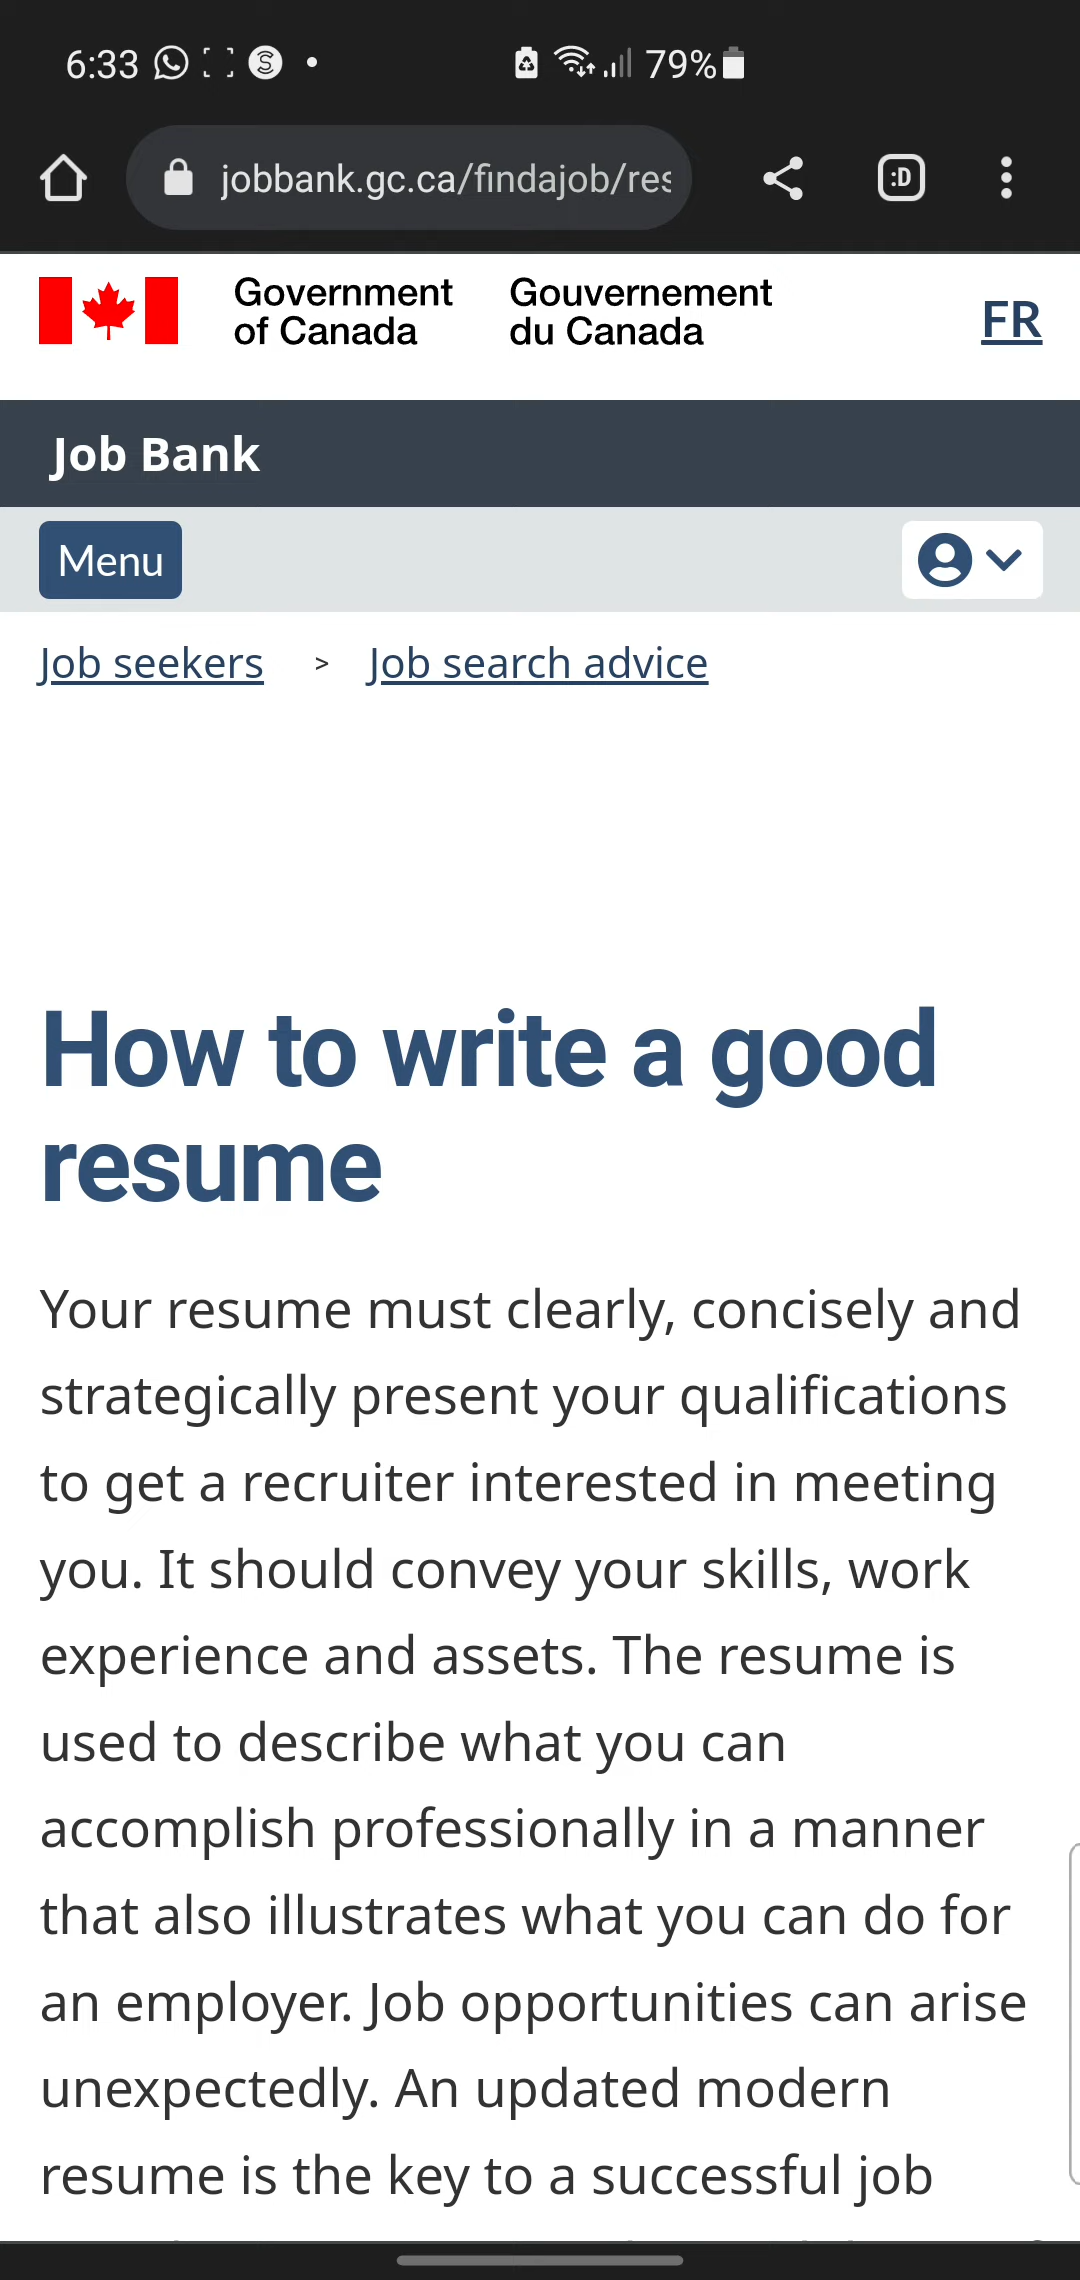 6:33
79%
jobbank.gc.ca/findajob/res
:D
Government of Canada
Gouvernement du Canada
FR
Job Bank
Menu
Job seekers > Job search advice
How to write a good
resume
Your resume must clearly, concisely and
strategically present your qualifications
to get a recruiter interested in meeting
you. It should convey your skills, work
experience and assets. The resume is
used to describe what you can
accomplish professionally in a manner
that also illustrates what you can do for
an employer. Job opportunities can arise
unexpectedly. An updated modern
resume is the key to a successful job